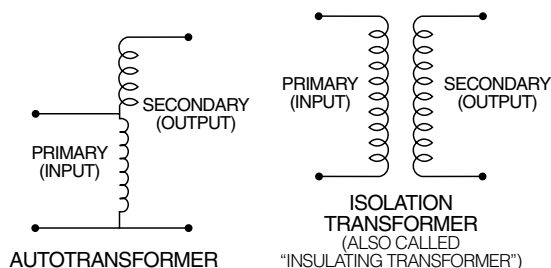 SECONDARY
(OUTPUT)
PRIMARY
(INPUT)
AUTOTRANSFORMER
PRIMARY
(INPUT)
SECONDARY
(OUTPUT)
ISOLATION
TRANSFORMER
(ALSO CALLED
“INSULATING TRANSFORMER”)